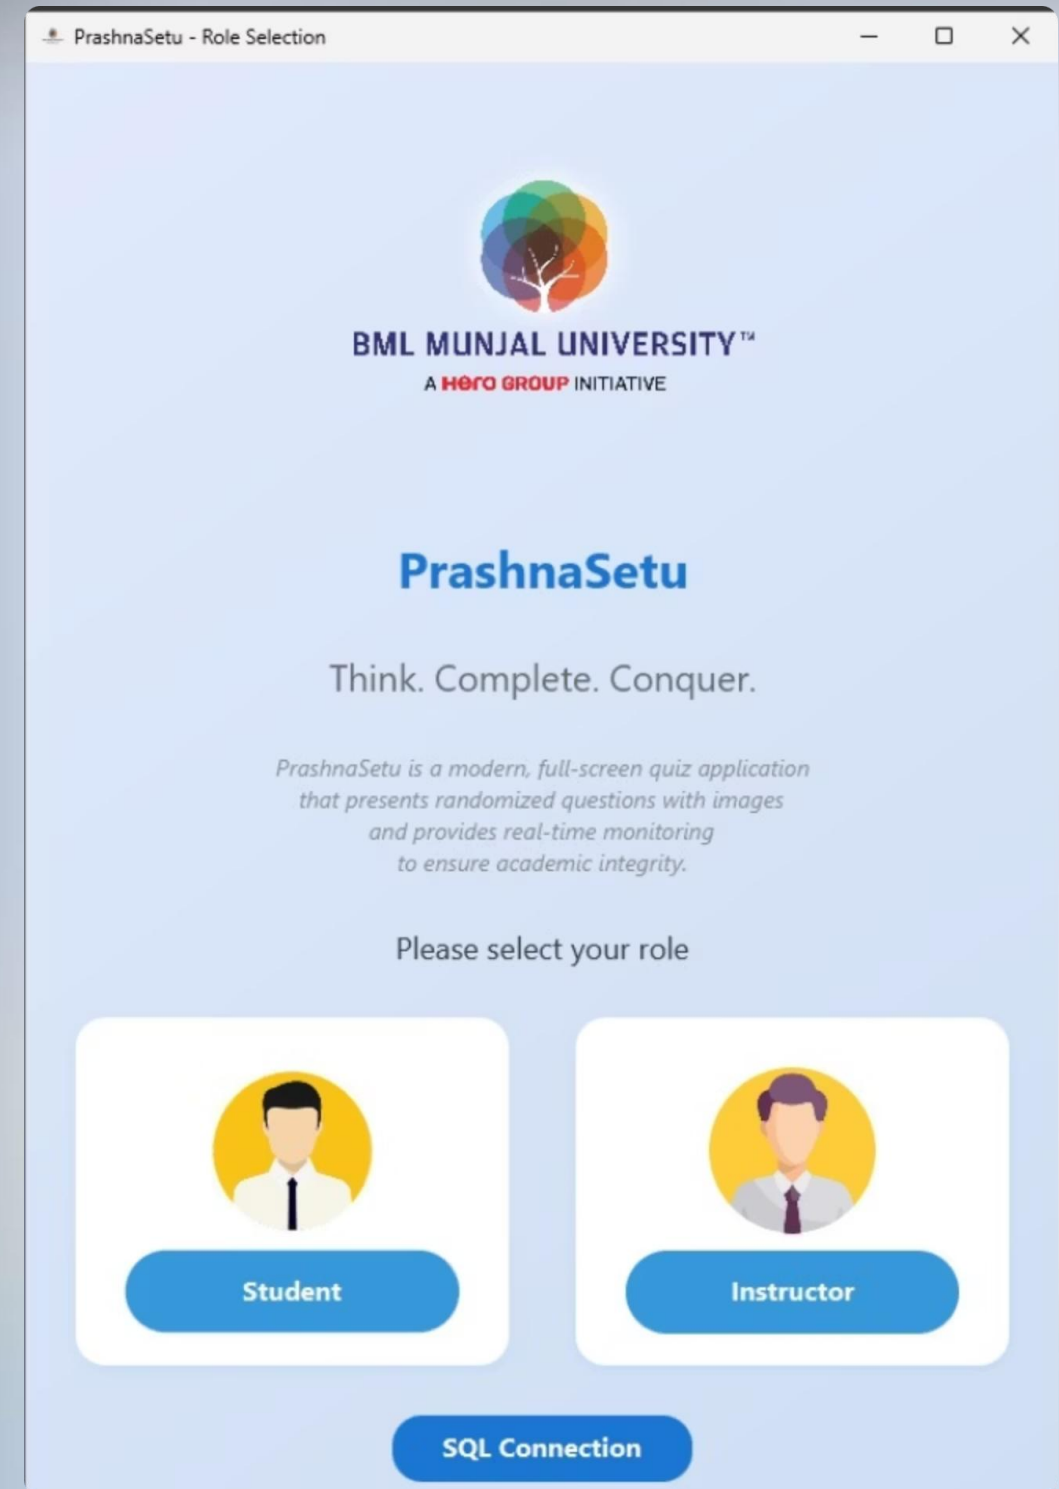 PrashnaSetu - Role Selection
BML MUNJAL UNIVERSITY™
A Hero GROUP INITIATIVE
PrashnaSetu
Think. Complete. Conquer.
PrashnaSetu is a modern, full-screen quiz application
that presents randomized questions with images
and provides real-time monitoring
to ensure academic integrity.
Please select your role
Student
Instructor
SQL Connection